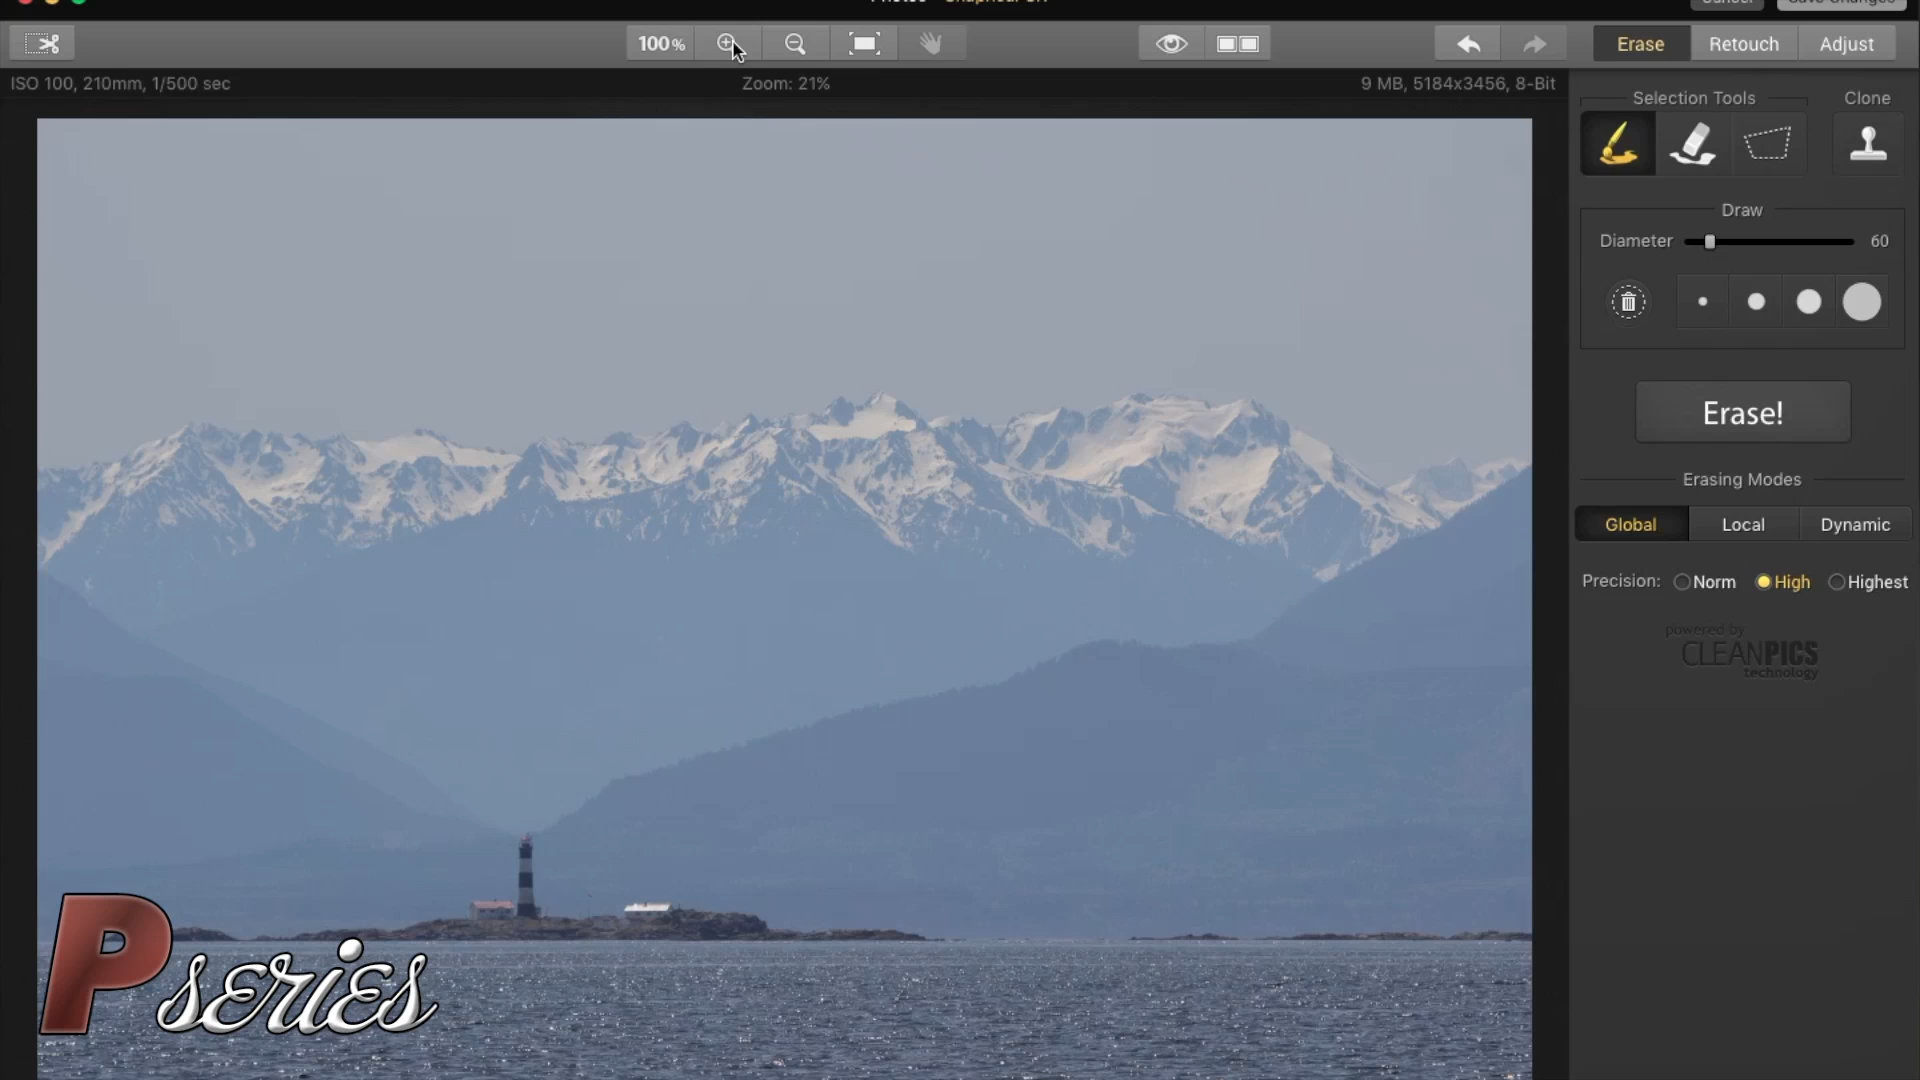 100%
Erase
Retouch
Adjust
ISO 100, 210mm, 1/500 sec
Zoom: 21%
9 MB, 5184x3456, 8-Bit
Selection Tools
Clone
Draw
Diameter
60
Erase!
Erasing Modes
Global
Local
Dynamic
Precision:
Norm
High
Highest
powered by
CLEANPICS
technology
P series